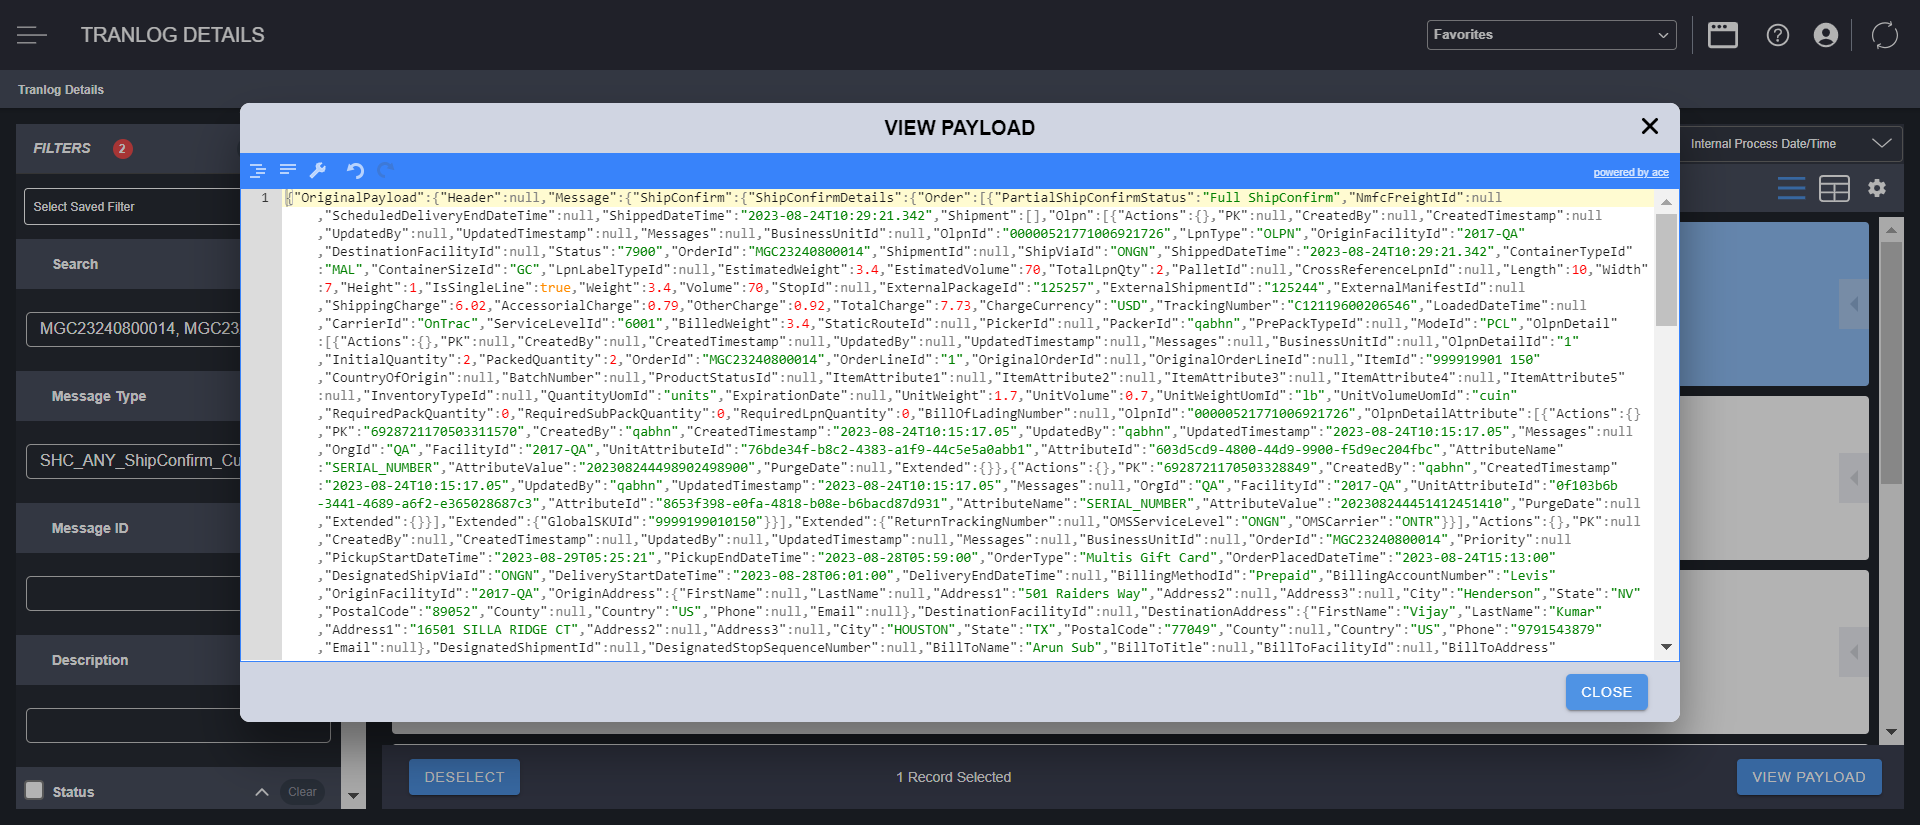 TRANLOG DETAILS
Favorites
Tranlog Details
VIEW PAYLOAD
FILTERS 2
Internal Process Date/Time
powered by ace
Select Saved Filter
Search
MGC23240800014, MGC23
Message Type
SHC_ANY_ShipConfirm_Cu
Message ID
Description
Status
Clear
1
{"OriginalPayload":{"Header":null,"Message":{"ShipConfirm":{"ShipConfirmDetails":{"Order":[{"PartialShipConfirmStatus":"Full ShipConfirm","NmfcFreightId":null
,"ScheduledDeliveryEndDateTime":null,"ShippedDateTime":"2023-08-24T10:29:21.342","Shipment":[],"Olpn":[{"Actions":{},"PK":null,"CreatedBy":null,"CreatedTimestamp":null
,"UpdatedBy":null,"UpdatedTimestamp":null,"Messages":null,"BusinessUnitId":null,"OlpnId":"00000521771006921726","LpnType":"OLPN","OriginFacilityId":"2017-QA"
,"DestinationFacilityId":null,"Status":"7900","OrderId":"MGC23240800014","ShipmentId":null,"ShipViaId":"ONGN","ShippedDateTime":"2023-08-24T10:29:21.342","ContainerTypeId"
:"MAL","ContainerSizeId":"GC","LpnLabelTypeId":null,"EstimatedWeight":3.4,"EstimatedVolume":70,"TotalLpnQty":2,"PalletId":null,"CrossReferenceLpnId":null,"Length":10,"Width"
:7,"Height":1,"IsSingleLine":true,"Weight":3.4,"Volume":70,"StopId":null,"ExternalPackageId":"125257","ExternalShipmentId":"125244","ExternalManifestId":null
,"ShippingCharge":6.02,"AccessorialCharge":0.79,"OtherCharge":0.92,"TotalCharge":7.73,"ChargeCurrency":"USD","TrackingNumber":"C12119600206546","LoadedDateTime":null
,"CarrierId":"OnTrac","ServiceLevelId":"6001","BilledWeight":3.4,"StaticRouteId":null,"PickerId":null,"PackerId":"qabhn","PrePackTypeId":null,"ModeId":"PCL","OlpnDetail"
:[{"Actions":{},"PK":null,"CreatedBy":null,"CreatedTimestamp":null,"UpdatedBy":null,"UpdatedTimestamp":null,"Messages":null,"BusinessUnitId":null,"OlpnDetailId":"1"
,"InitialQuantity":2,"PackedQuantity":2,"OrderId":"MGC23240800014","OrderLineId":"1","OriginalOrderId":null,"OriginalOrderLineId":null,"ItemId":"999919901 150"
,"CountryOfOrigin":null,"BatchNumber":null,"ProductStatusId":null,"ItemAttribute1":null,"ItemAttribute2":null,"ItemAttribute3":null,"ItemAttribute4":null,"ItemAttribute5"
:null,"InventoryTypeId":null,"QuantityUomId":"units","ExpirationDate":null,"UnitWeight":1.7,"UnitVolume":0.7,"UnitWeightUomId":"lb","UnitVolumeUomId":"cuin"
,"RequiredPackQuantity":0,"RequiredSubPackQuantity":0,"RequiredLpnQuantity":0,"BillOfLadingNumber":null,"OlpnId":"00000521771006921726","OlpnDetailAttribute":[{"Actions":{}
,"PK":"6928721170503311570","CreatedBy":"qabhn","CreatedTimestamp":"2023-08-24T10:15:17.05","UpdatedBy":"qabhn","UpdatedTimestamp":"2023-08-24T10:15:17.05","Messages":null
,"OrgId":"QA","FacilityId":"2017-QA","UnitAttributeId":"76bde34f-b8c2-4383-a1f9-44c5e5a0abb1","AttributeId":"603d5cd9-4800-44d9-9900-f5d9ec204fbc","AttributeName"
:"SERIAL_NUMBER","AttributeValue":"202308244498902498900","PurgeDate":null,"Extended":{}},{"Actions":{},"PK":"6928721170503328849","CreatedBy":"qabhn","CreatedTimestamp"
:"2023-08-24T10:15:17.05","UpdatedBy":"qabhn","UpdatedTimestamp":"2023-08-24T10:15:17.05","Messages":null,"OrgId":"QA","FacilityId":"2017-QA","UnitAttributeId":"0f103b6b
-3441-4689-a6f2-e365028687c3","AttributeId":"8653f398-e0fa-4818-b08e-b6bacd87d931","AttributeName":"SERIAL_NUMBER","AttributeValue":"202308244451412451410","PurgeDate":null
,"Extended":{}}],"Extended":{"GlobalSKUId":"9999199010150"}}],"Extended":{"ReturnTrackingNumber":null,"OMSServiceLevel":"ONGN","OMSCarrier":"ONTR"}}],"Actions":{},"PK":null
,"CreatedBy":null,"CreatedTimestamp":null,"UpdatedBy":null,"UpdatedTimestamp":null,"Messages":null,"BusinessUnitId":null,"OrderId":"MGC23240800014","Priority":null
,"PickupStartDateTime":"2023-08-29T05:25:21","PickupEndDateTime":"2023-08-28T05:59:00","OrderType":"Multis Gift Card","OrderPlacedDateTime":"2023-08-24T15:13:00"
,"DesignatedShipViaId":"ONGN","DeliveryStartDateTime":"2023-08-28T06:01:00","DeliveryEndDateTime":null,"BillingMethodId":"Prepaid","BillingAccountNumber":"Levis"
,"OriginFacilityId":"2017-QA","OriginAddress":{"FirstName":null,"LastName":null,"Address1":"501 Raiders Way","Address2":null,"Address3":null,"City":"Henderson","State":"NV"
,"PostalCode":"89052","County":null,"Country":"US","Phone":null,"Email":null},"DestinationFacilityId":null,"DestinationAddress":{"FirstName":"Vijay","LastName":"Kumar"
,"Address1":"16501 SILLA RIDGE CT","Address2":null,"Address3":null,"City":"HOUSTON","State":"TX","PostalCode":"77049","County":null,"Country":"US","Phone":"9791543879"
,"Email":null},"DesignatedShipmentId":null,"DesignatedStopSequenceNumber":null,"BillToName":"Arun Sub","BillToTitle":null,"BillToFacilityId":null,"BillToAddress"
CLOSE
DESELECT
1 Record Selected
VIEW PAYLOAD